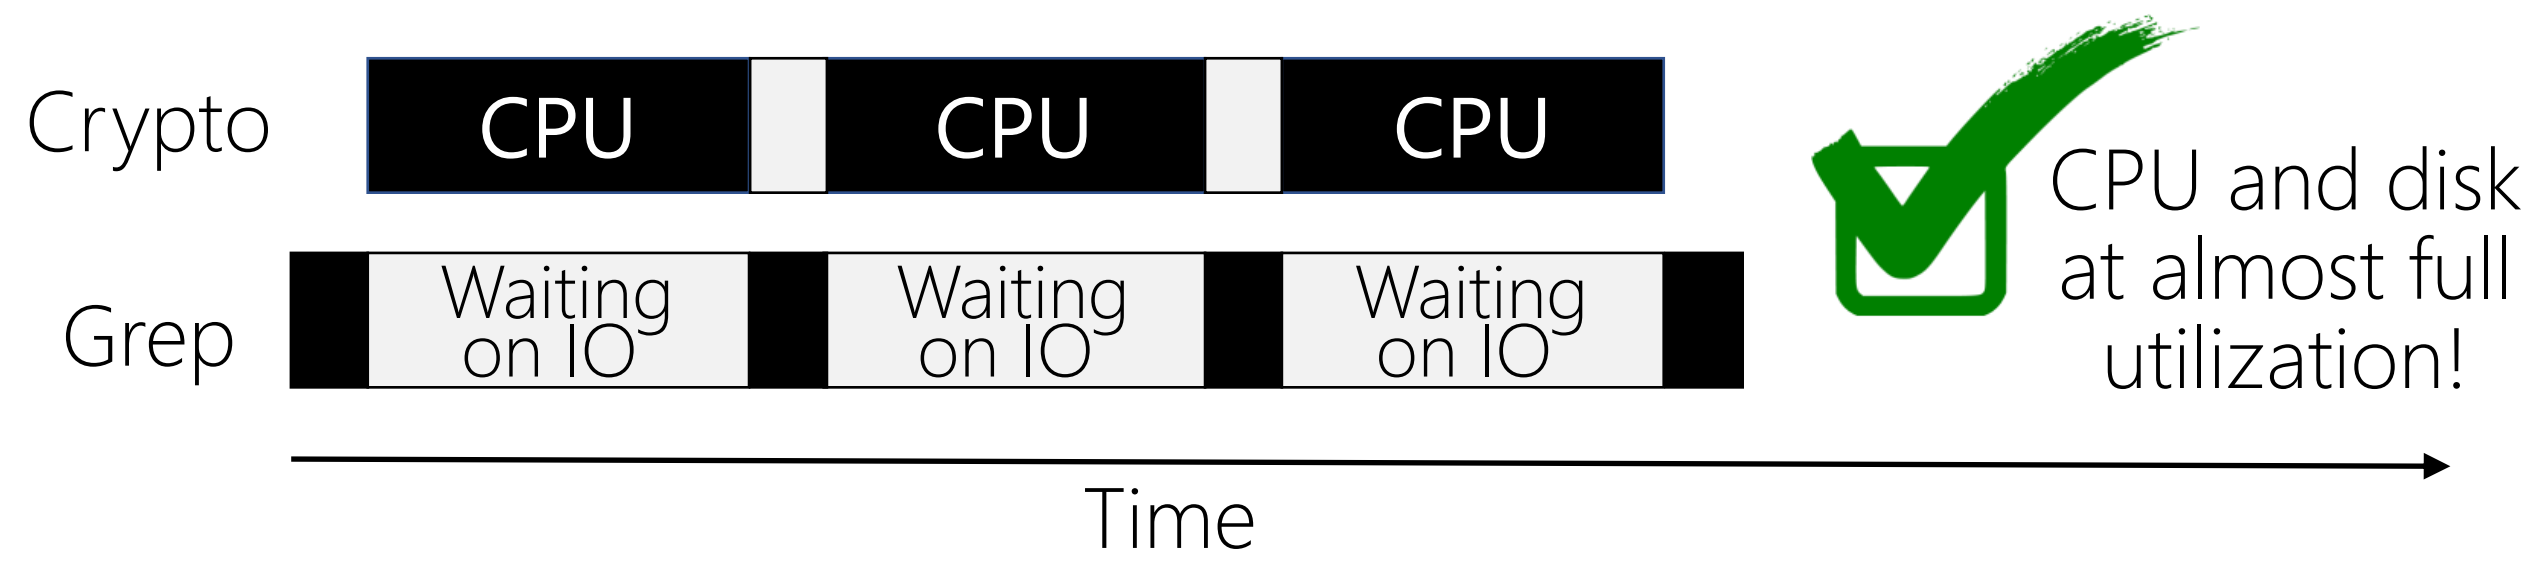 Crypto
CPU
CPU
CPU
Grep
Waiting
on IO
Waiting
on IO
Waiting
on IO
CPU and disk
at almost full
utilization!
Time